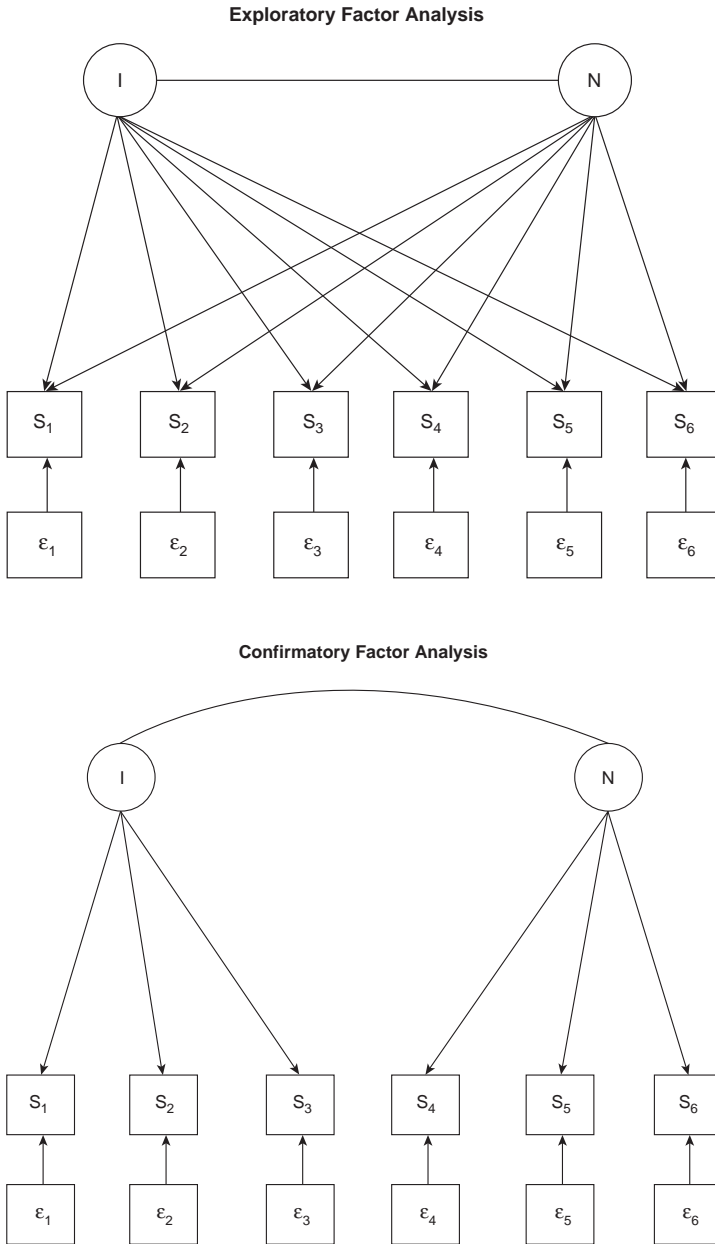 Exploratory Factor Analysis
I N
S₁ S₂ S₃ S₄ S₅ S₆
ε₁ ε₂ ε₃ ε₄ ε₅ ε₆
Confirmatory Factor Analysis
I N
S₁ S₂ S₃ S₄ S₅ S₆
ε₁ ε₂ ε₃ ε₄ ε₅ ε₆